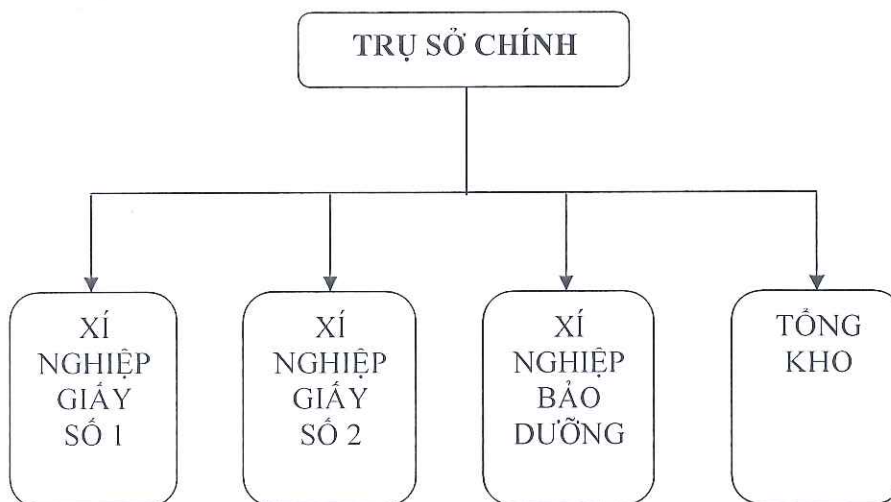 TRỤ SỞ CHÍNH
XÍ
NGHIỆP
GIẤY
SỐ 1
XÍ
NGHIỆP
GIẤY
SỐ 2
XÍ
NGHIỆP
BẢO
DƯỠNG
TỔNG
KHO